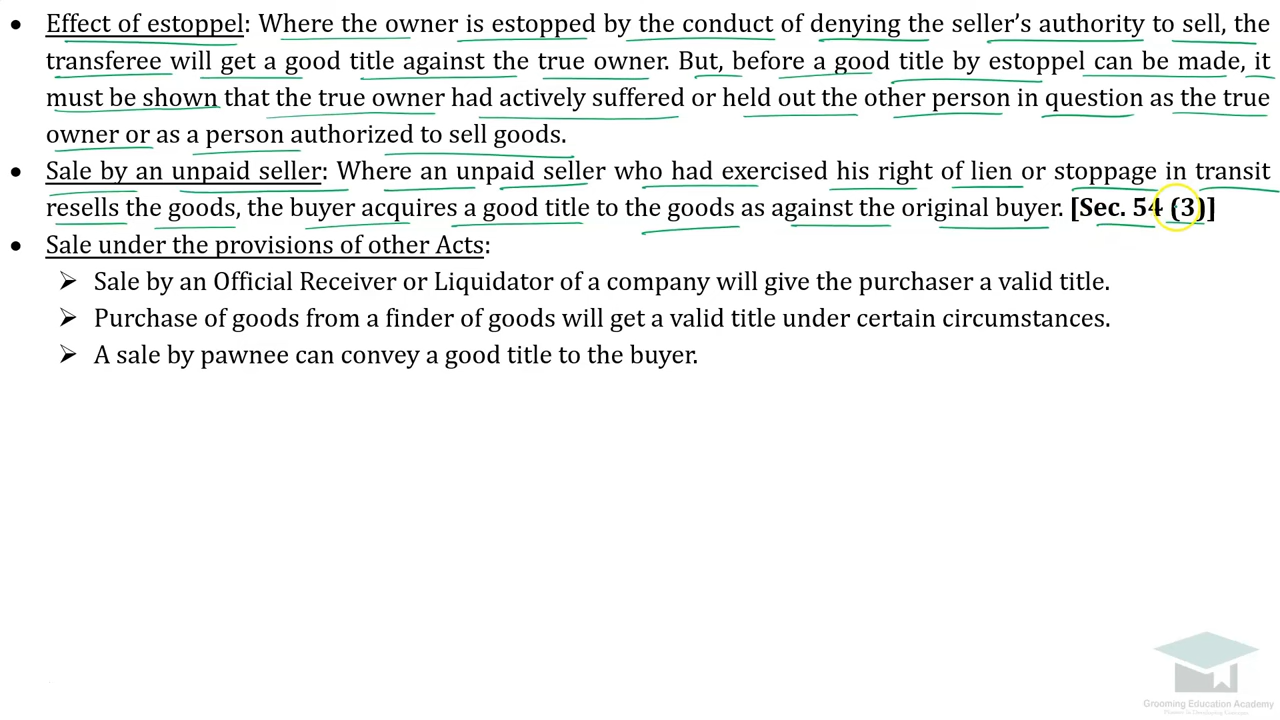 • Effect of estoppel: Where the owner is estopped by the conduct of denying the seller’s authority to sell, the
transferee will get a good title against the true owner. But, before a good title by estoppel can be made, it
must be shown that the true owner had actively suffered or held out the other person in question as the true
owner or as a person authorized to sell goods.
• Sale by an unpaid seller: Where an unpaid seller who had exercised his right of lien or stoppage in transit
resells the goods, the buyer acquires a good title to the goods as against the original buyer. [Sec. 54 (3)]
• Sale under the provisions of other Acts:
➢ Sale by an Official Receiver or Liquidator of a company will give the purchaser a valid title.
➢ Purchase of goods from a finder of goods will get a valid title under certain circumstances.
➢ A sale by pawnee can convey a good title to the buyer.
Grooming Education Academy